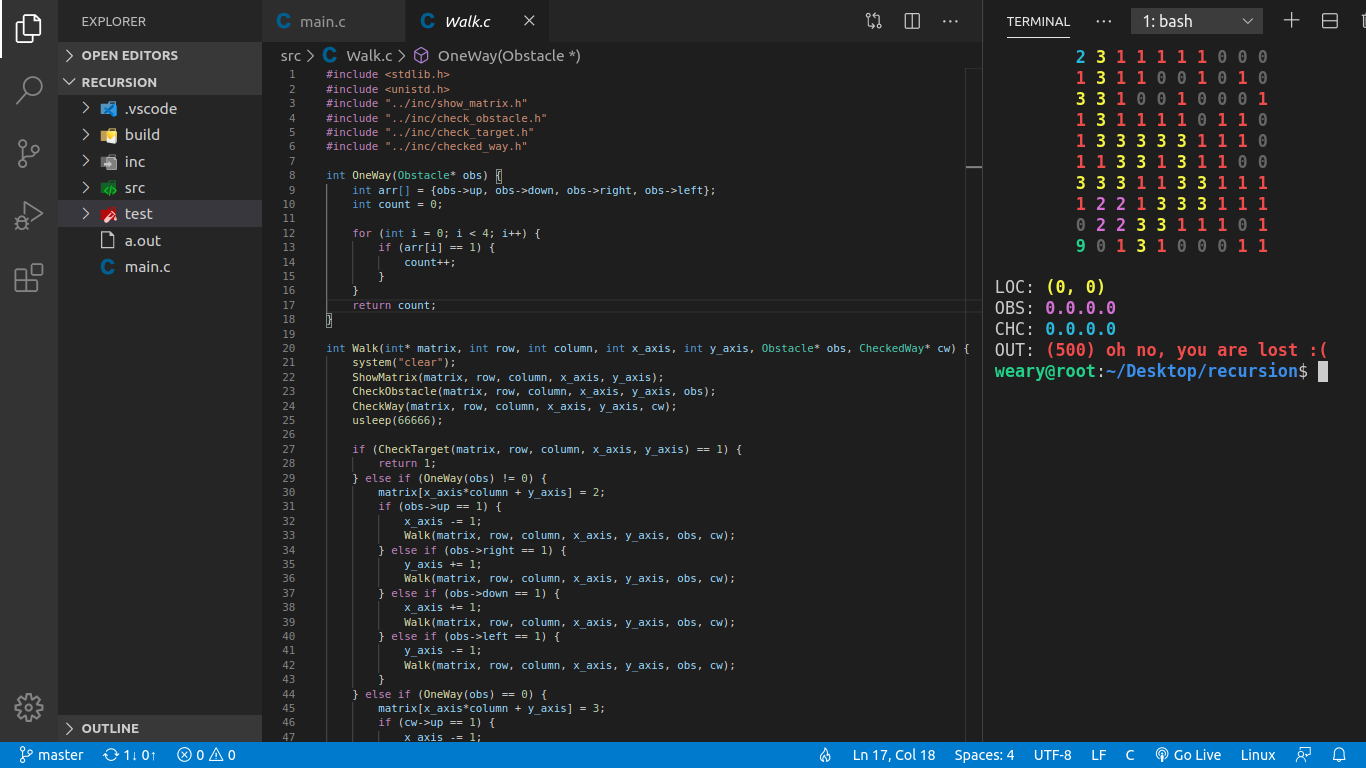 EXPLORER
OPEN EDITORS
RECURSION
.vscode
build
inc
src
test
a.out
C main.c
OUTLINE
C main.c
C Walk.c
src > C Walk.c > OneWay(Obstacle *)
1 #include <stdlib.h>
2 #include <unistd.h>
3 #include "../inc/show_matrix.h"
4 #include "../inc/check_obstacle.h"
5 #include "../inc/check_target.h"
6 #include "../inc/checked_way.h"
7
8 int OneWay(Obstacle* obs) {
9 int arr[] = {obs->up, obs->down, obs->right, obs->left};
10 int count = 0;
11
12 for (int i = 0; i < 4; i++) {
13 if (arr[i] == 1) {
14 count++;
15 }
16 }
17 return count;
18 }
19
20 int Walk(int* matrix, int row, int column, int x_axis, int y_axis, Obstacle* obs, CheckedWay* cw) {
21 system("clear");
22 ShowMatrix(matrix, row, column, x_axis, y_axis);
23 CheckObstacle(matrix, row, column, x_axis, y_axis, obs);
24 CheckWay(matrix, row, column, x_axis, y_axis, cw);
25 usleep(66666);
26
27 if (CheckTarget(matrix, row, column, x_axis, y_axis) == 1) {
28 return 1;
29 } else if (OneWay(obs) != 0) {
30 matrix[x_axis*column + y_axis] = 2;
31 if (obs->up == 1) {
32 x_axis -= 1;
33 Walk(matrix, row, column, x_axis, y_axis, obs, cw);
34 } else if (obs->right == 1) {
35 y_axis += 1;
36 Walk(matrix, row, column, x_axis, y_axis, obs, cw);
37 } else if (obs->down == 1) {
38 x_axis += 1;
39 Walk(matrix, row, column, x_axis, y_axis, obs, cw);
40 } else if (obs->left == 1) {
41 y_axis -= 1;
42 Walk(matrix, row, column, x_axis, y_axis, obs, cw);
43 }
44 } else if (OneWay(obs) == 0) {
45 matrix[x_axis*column + y_axis] = 3;
46 if (cw->up == 1) {
47 x_axis -= 1;
TERMINAL ... 1: bash
2 3 1 1 1 1 1 0 0 0
1 3 1 1 0 0 1 0 1 0
3 3 1 0 0 1 0 0 0 1
1 3 1 1 1 1 0 1 1 0
1 3 3 3 3 3 1 1 1 0
1 1 3 3 1 3 1 1 0 0
3 3 3 1 1 3 3 1 1 1
1 2 2 1 3 3 3 1 1 1
0 2 2 3 3 1 1 1 0 1
9 0 1 3 1 0 0 0 1 1
LOC: (0, 0)
OBS: 0.0.0.0
CHC: 0.0.0.0
OUT: (500) oh no, you are lost :(
weary@root:~/Desktop/recursion$
master 1↓ 0↑ 0 0 Ln 17, Col 18 Spaces: 4 UTF-8 LF C Go Live Linux